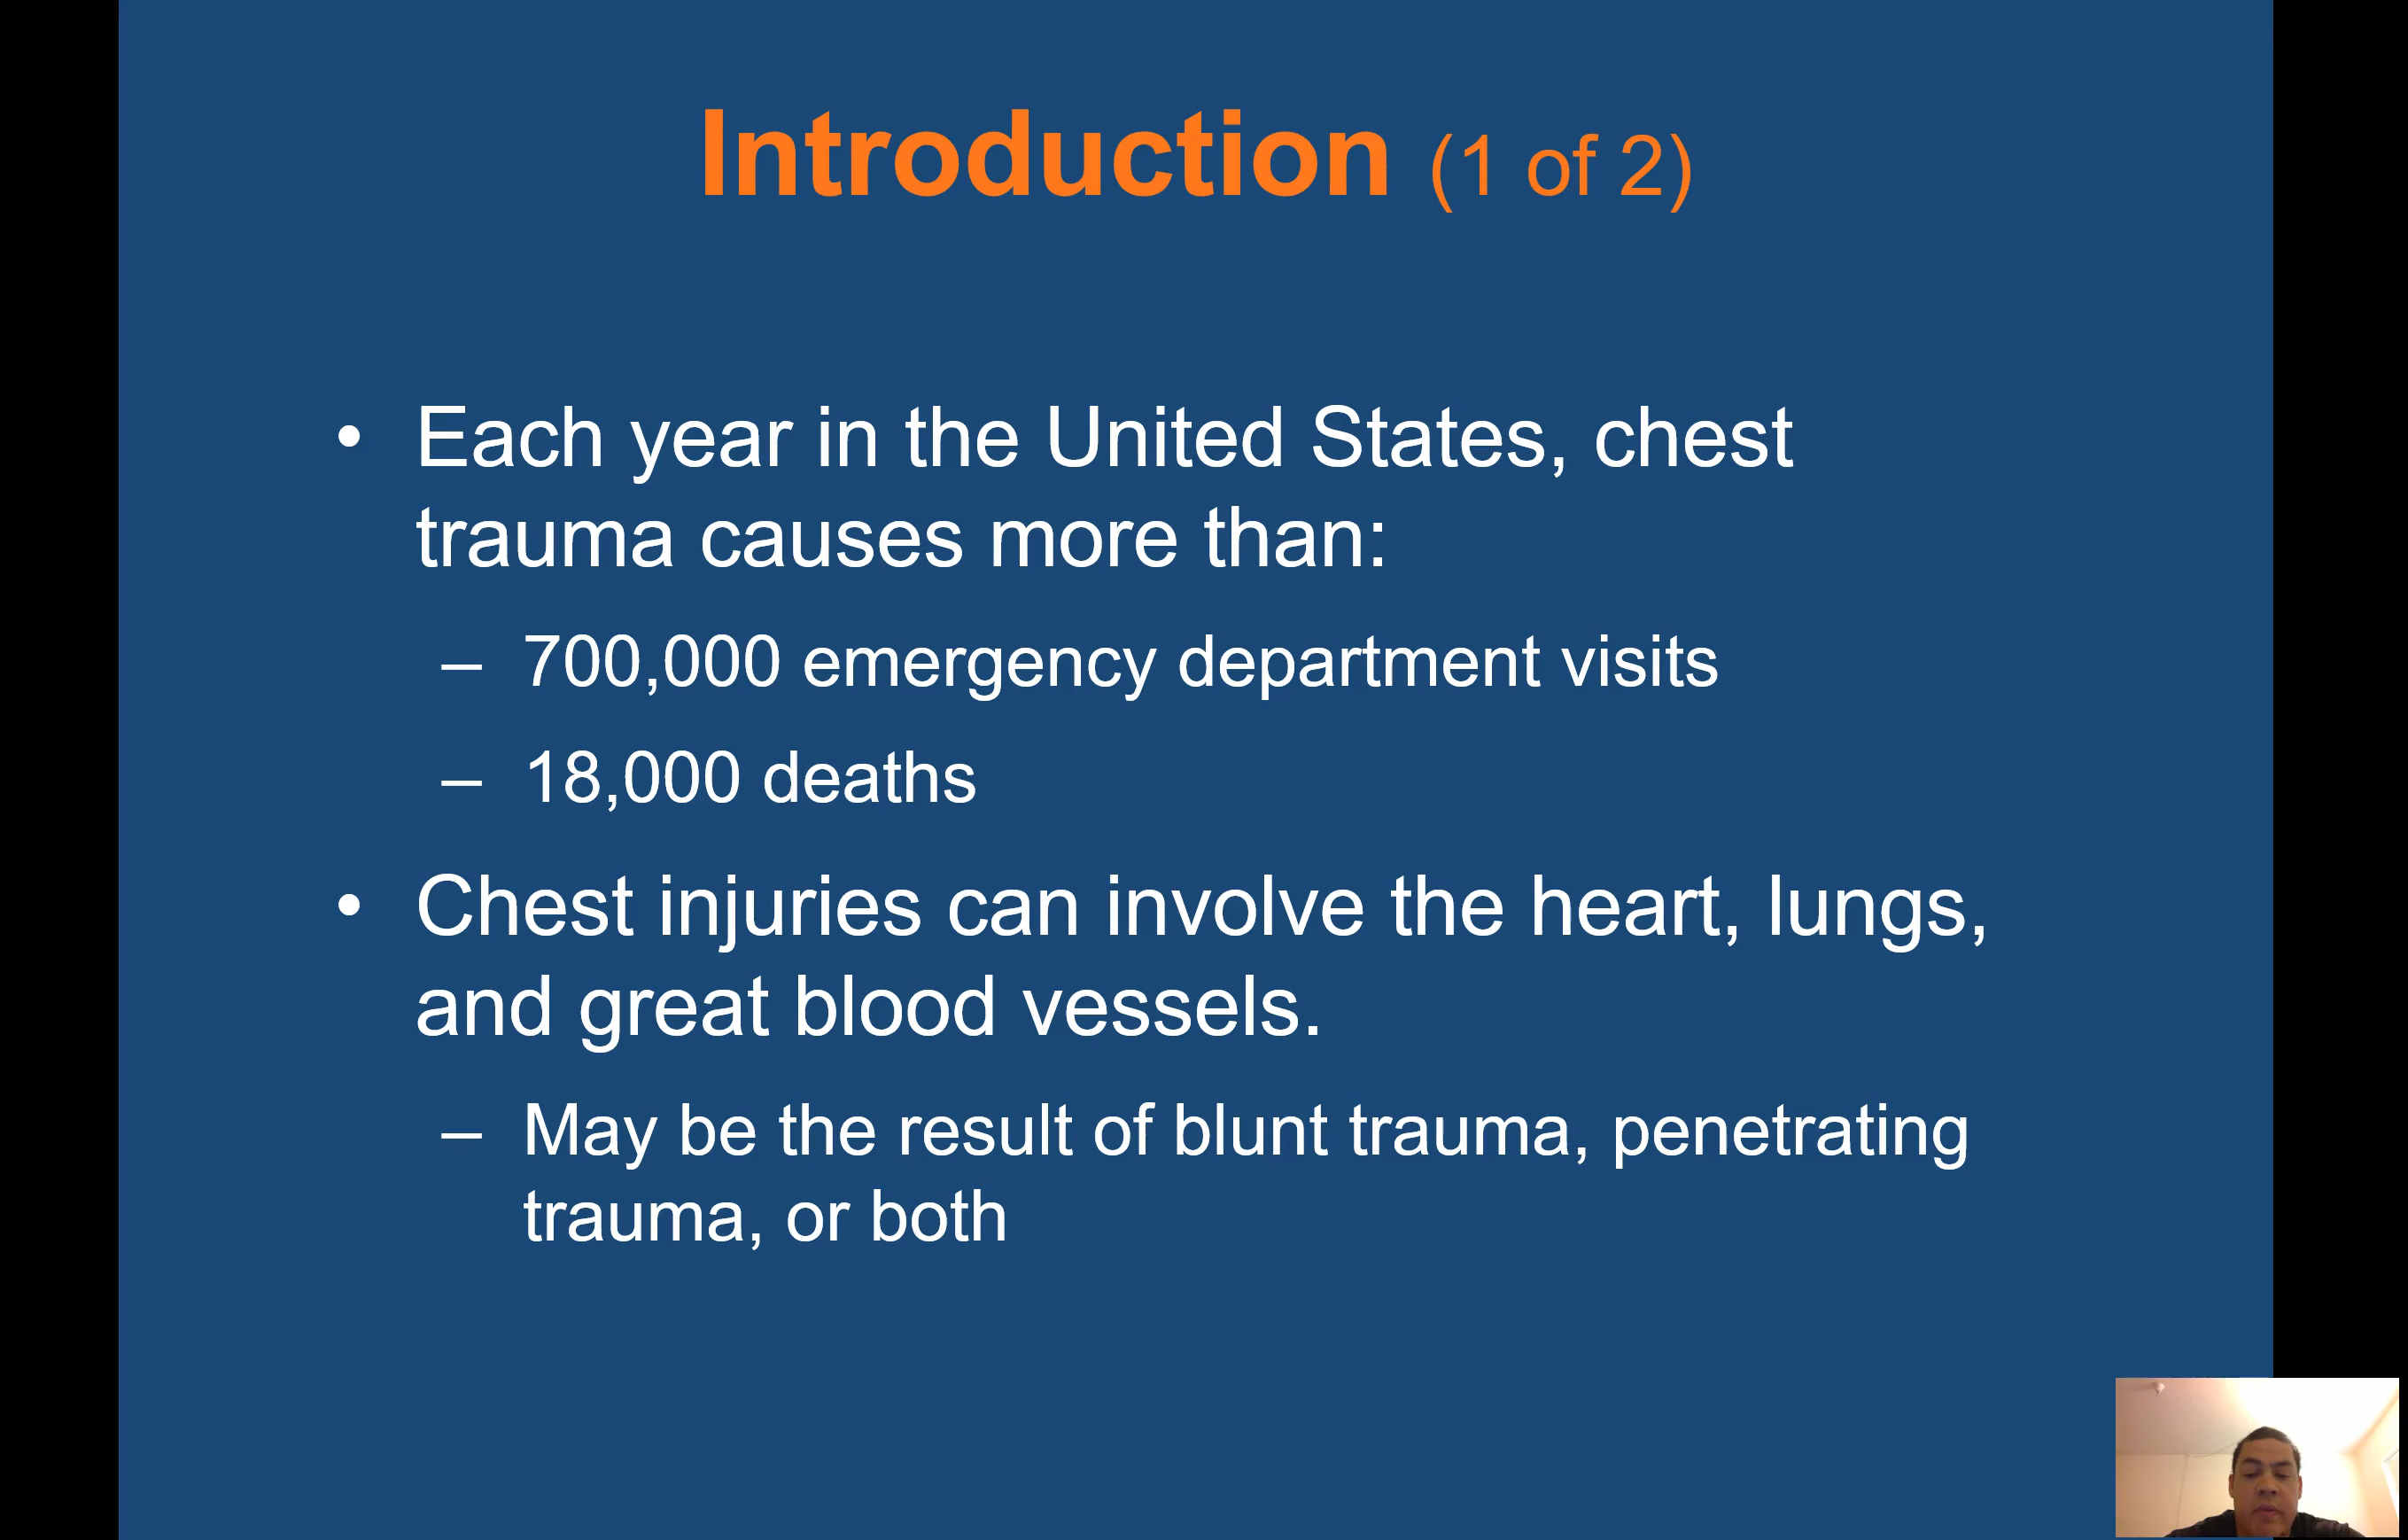 Introduction (1 of 2)
• Each year in the United States, chest
trauma causes more than:
– 700,000 emergency department visits
– 18,000 deaths
• Chest injuries can involve the heart, lungs,
and great blood vessels.
– May be the result of blunt trauma, penetrating
trauma, or both